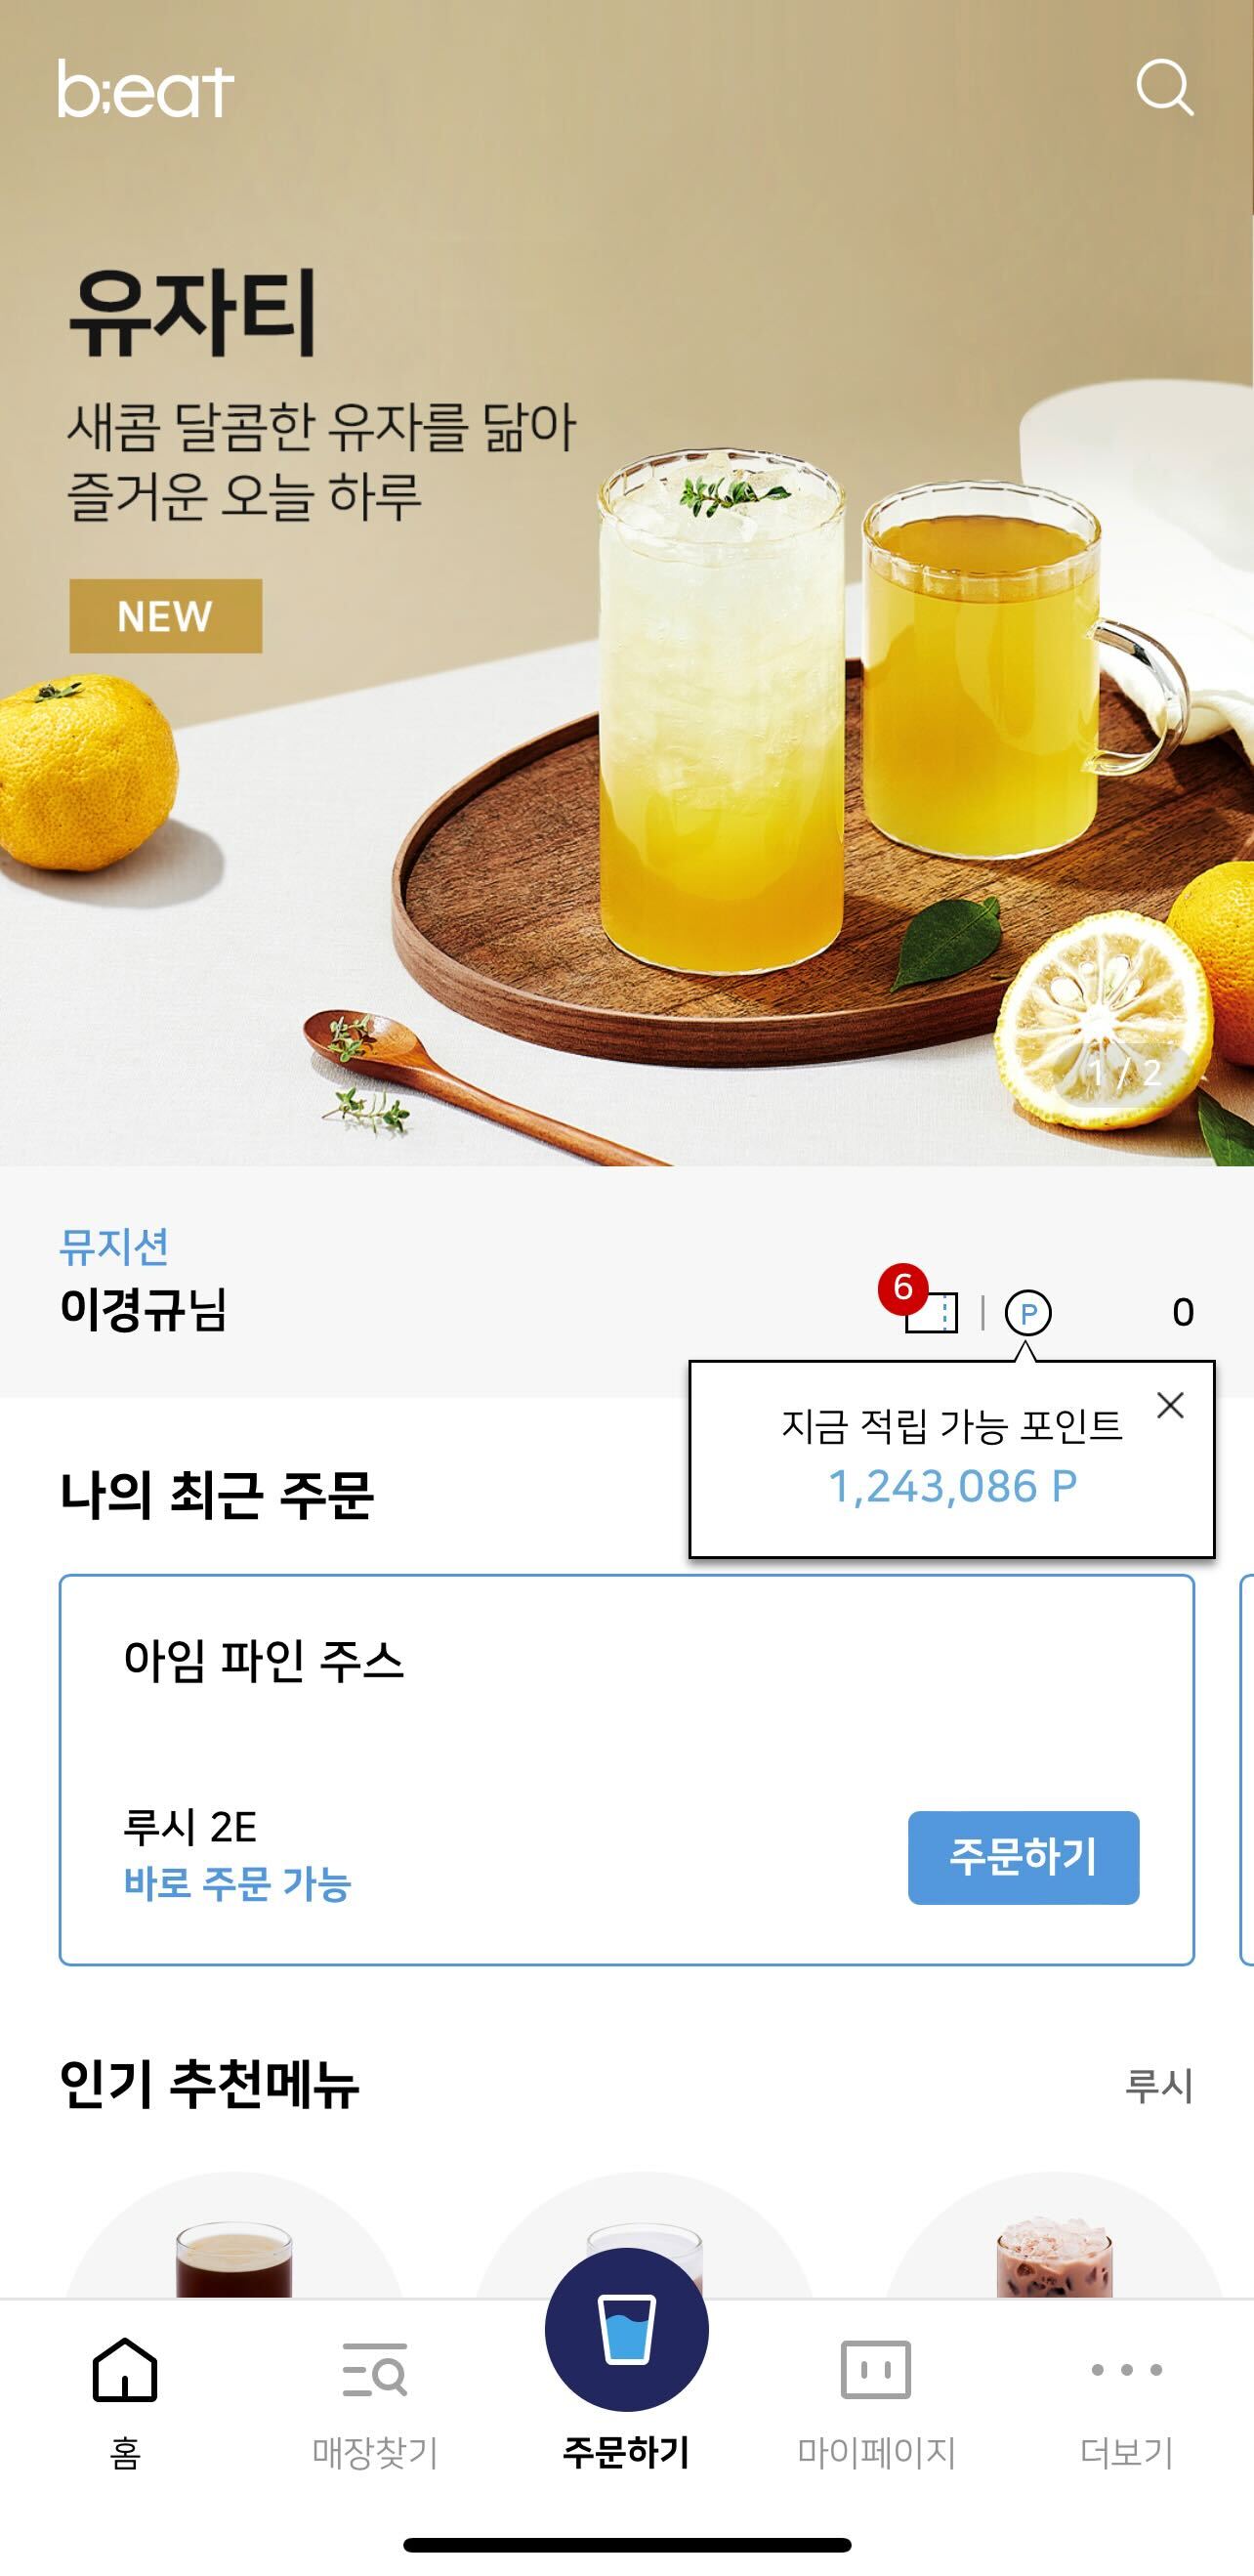 b;eat
유자티
새콤 달콤한 유자를 닮아
즐거운 오늘 하루
NEW
1 / 2
뮤지션
이경규님
6
P
0
지금 적립 가능 포인트
1,243,086 P
나의 최근 주문
아임 파인 주스
루시 2E
바로 주문 가능
주문하기
인기 추천메뉴
루시
홈
매장찾기
주문하기
마이페이지
더보기